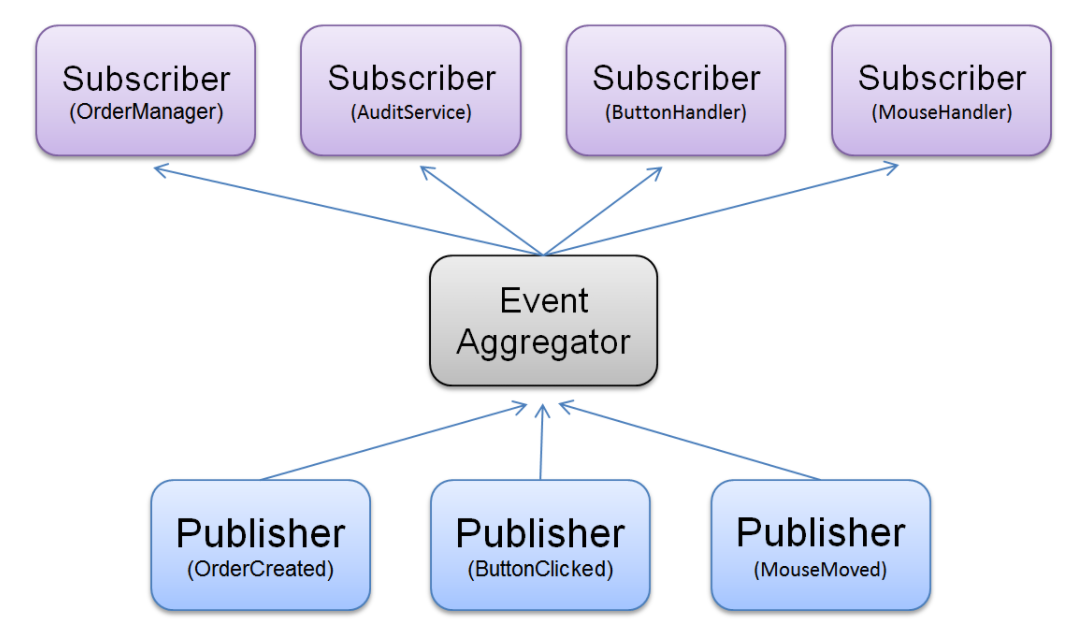 Subscriber
(OrderManager)
Subscriber
(AuditService)
Subscriber
(ButtonHandler)
Subscriber
(MouseHandler)
Event
Aggregator
Publisher
(OrderCreated)
Publisher
(ButtonClicked)
Publisher
(MouseMoved)